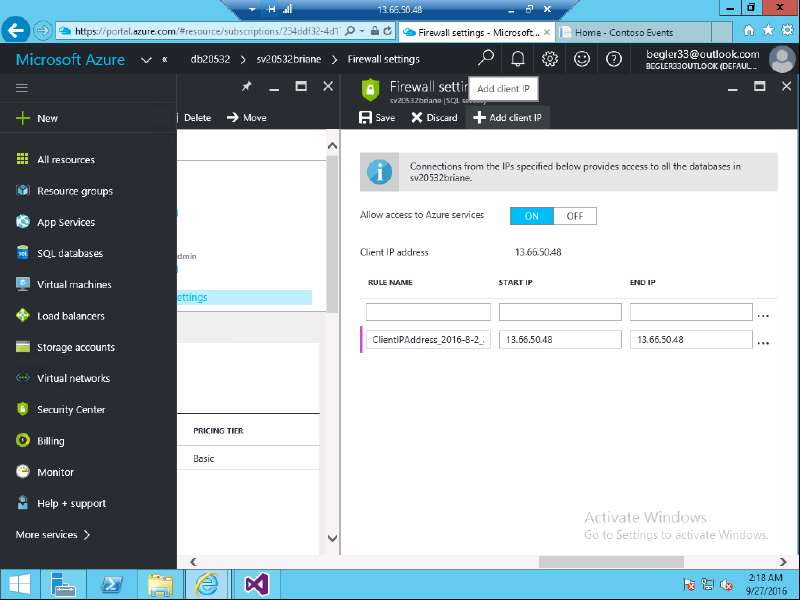 13.66.50.48
https://portal.azure.com/#resource/subscriptions/234ddf32-4d1
Firewall settings - Microsoft...
Home - Contoso Events
Microsoft Azure
db20532
sv20532briane
Firewall settings
begler33@outlook.com
BEGLER33OUTLOOK (DEFAUL...
New
All resources
Resource groups
App Services
SQL databases
Virtual machines
Load balancers
Storage accounts
Virtual networks
Security Center
Billing
Monitor
Help + support
More services
Delete
Move
dmin
ettings
PRICING TIER
Basic
Firewall settin
Add client IP
sv20532briane (SQL server)
Save
Discard
Add client IP
Connections from the IPs specified below provides access to all the databases in
sv20532briane.
Allow access to Azure services
ON
OFF
Client IP address
13.66.50.48
RULE NAME
START IP
END IP
...
ClientIPAddress_2016-8-2_
13.66.50.48
13.66.50.48
...
Activate Windows
Go to Settings to activate Windows.
2:18 AM
9/27/2016